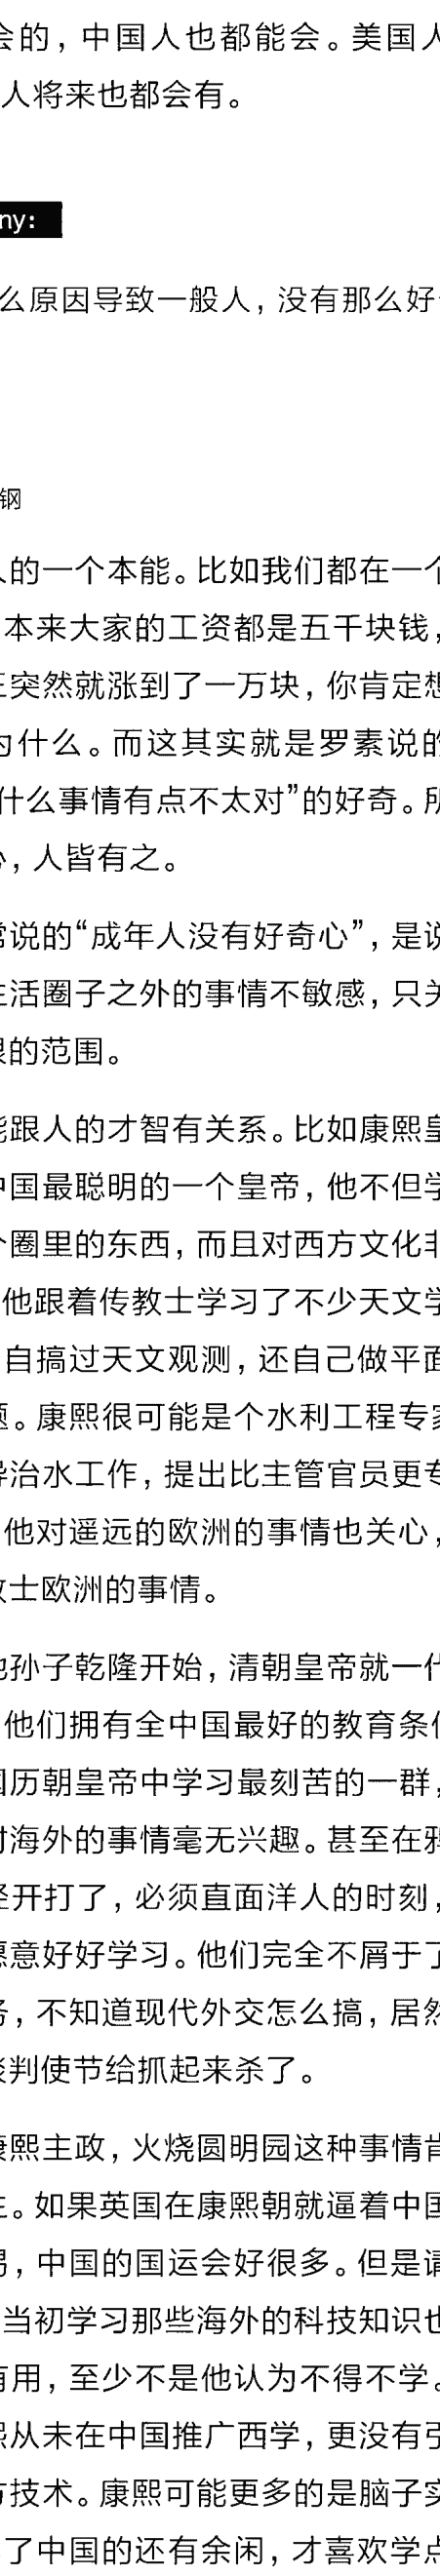 会的，中国人也都能会。美国人
人将来也都会有。
ny:
么原因导致一般人，没有那么好
钢
人的一个本能。比如我们都在一个
本来大家的工资都是五千块钱，
突然就涨到了一万块，你肯定想
为什么。而这其实就是罗素说的
什么事情有点不太对”的好奇。所
心，人皆有之。
常说的“成年人没有好奇心”，是说
生活圈子之外的事情不敏感，只关
限的范围。
能跟人的才智有关系。比如康熙皇
中国最聪明的一个皇帝，他不但学
个圈里的东西，而且对西方文化非
他跟着传教士学习了不少天文学
自搞过天文观测，还自己做平面
题。康熙很可能是个水利工程专家
导治水工作，提出比主管官员更专
他对遥远的欧洲的事情也关心，
教士欧洲的事情。
他孙子乾隆开始，清朝皇帝就一代
他们拥有全中国最好的教育条件
国历朝皇帝中学习最刻苦的一群，
对海外的事情毫无兴趣。甚至在鸦
经开打了，必须直面洋人的时刻，
愿意好好学习。他们完全不屑于了
务，不知道现代外交怎么搞，居然
谈判使节给抓起来杀了。
康熙主政，火烧圆明园这种事情肯
生。如果英国在康熙朝就逼着中国
易，中国的国运会好很多。但是请
当初学习那些海外的科技知识也
有用，至少不是他认为不得不学。
熙从未在中国推广西学，更没有引
方技术。康熙可能更多的是脑子实
了中国的还有余闲，才喜欢学点